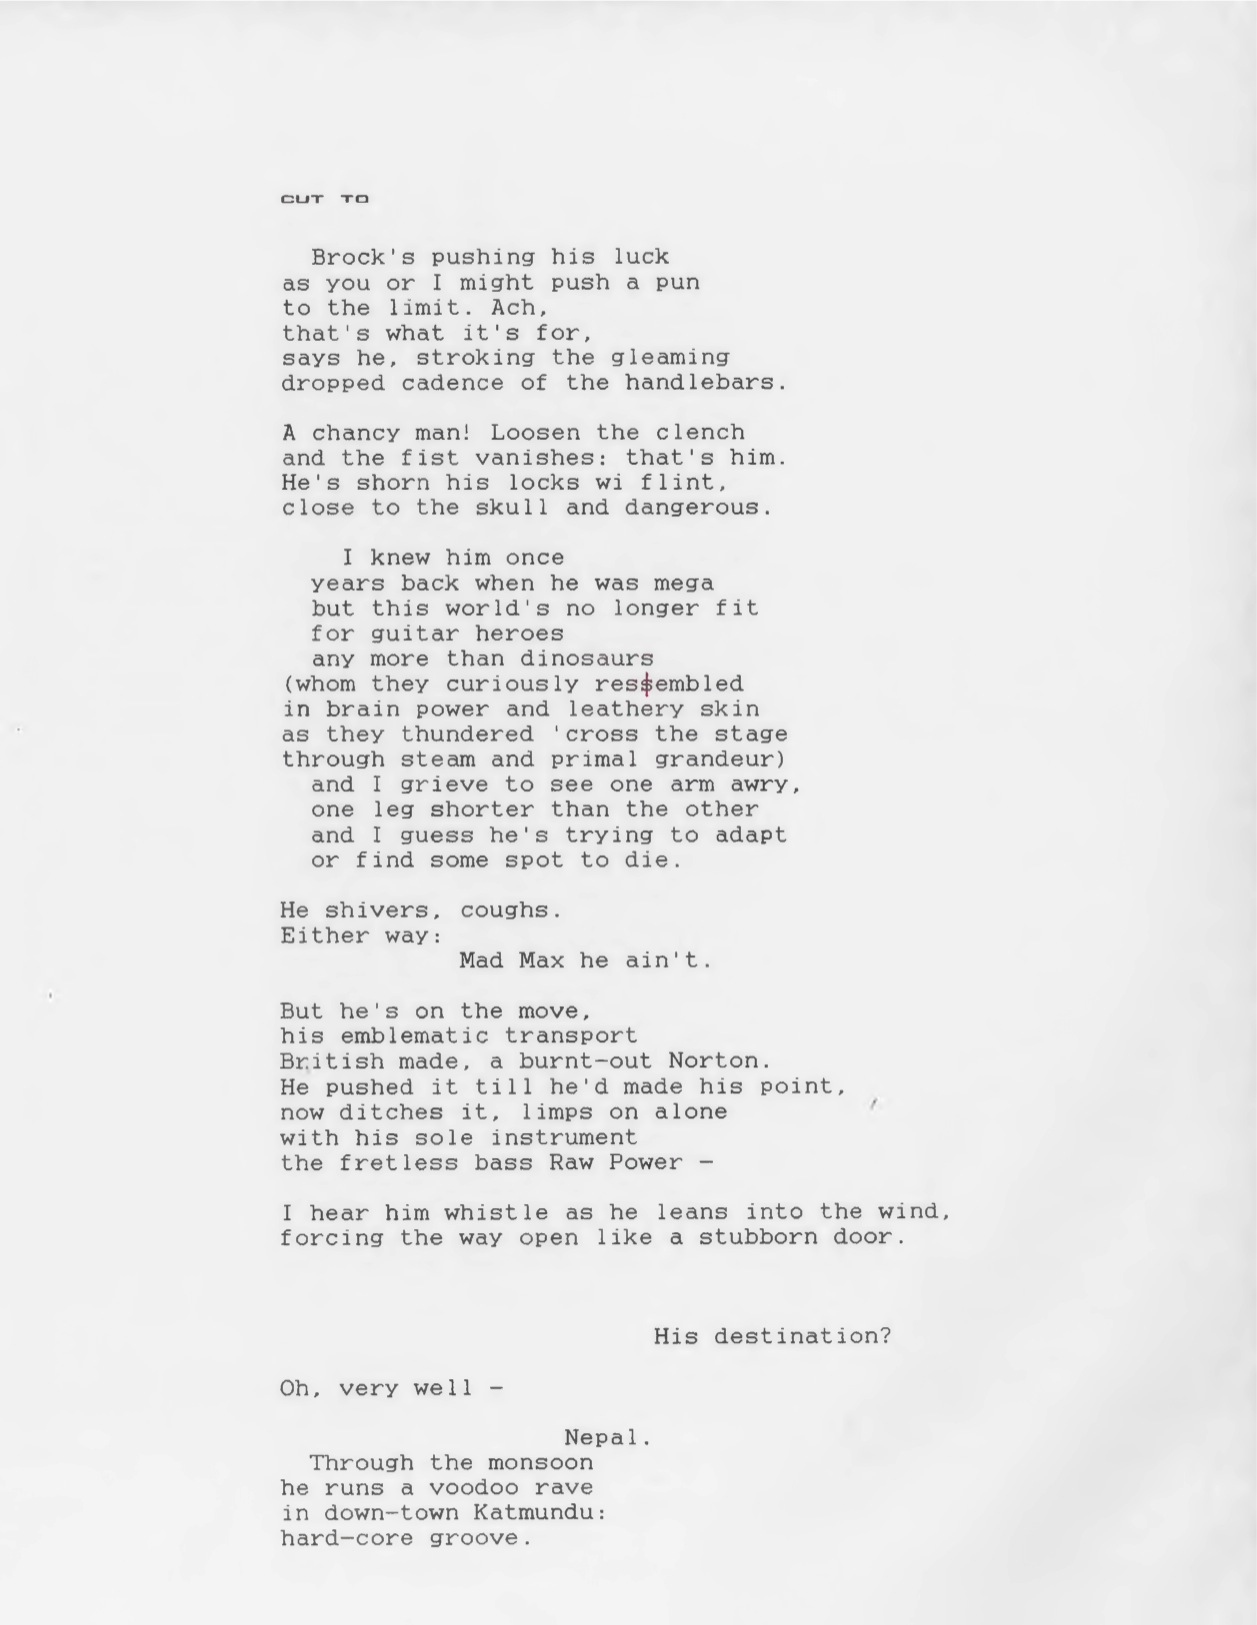 CUT TO
Brock's pushing his luck
as you or I might push a pun
to the limit. Ach,
that's what it's for,
says he, stroking the gleaming
dropped cadence of the handlebars.
A chancy man! Loosen the clench
and the fist vanishes: that's him.
He's shorn his locks wi flint,
close to the skull and dangerous.
I knew him once
years back when he was mega
but this world's no longer fit
for guitar heroes
any more than dinosaurs
(whom they curiously ressembled
in brain power and leathery skin
as they thundered 'cross the stage
through steam and primal grandeur)
and I grieve to see one arm awry,
one leg shorter than the other
and I guess he's trying to adapt
or find some spot to die.
He shivers, coughs.
Either way:
Mad Max he ain't.
But he's on the move,
his emblematic transport
British made, a burnt-out Norton.
He pushed it till he'd made his point,
now ditches it, limps on alone
with his sole instrument
the fretless bass Raw Power -
I hear him whistle as he leans into the wind,
forcing the way open like a stubborn door.
His destination?
Oh, very well -
Nepal.
Through the monsoon
he runs a voodoo rave
in down-town Katmundu:
hard-core groove.